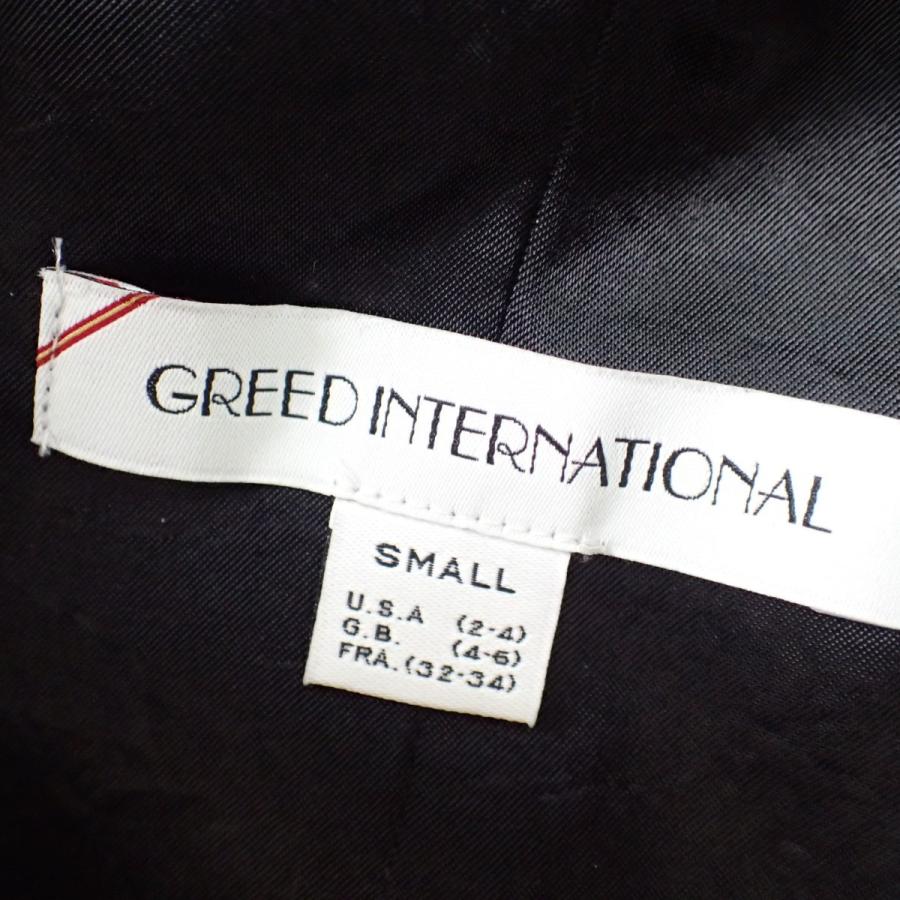 GREED INTERNATIONAL
SMALL
U.S.A (2-4)
G.B. (4-6)
FRA. (32-34)